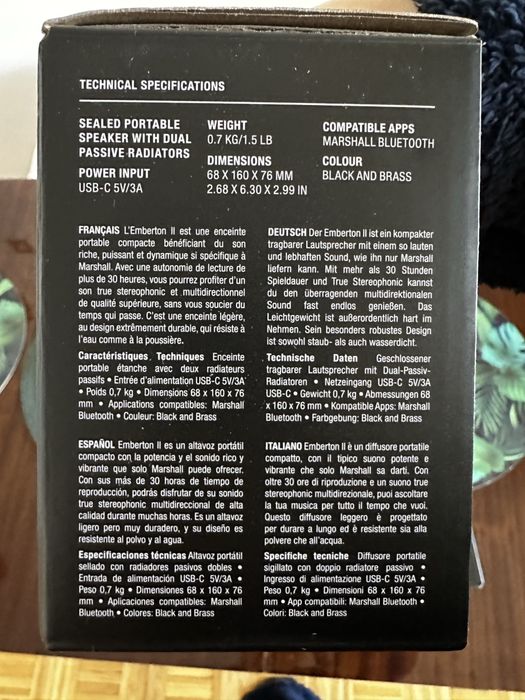 TECHNICAL SPECIFICATIONS
SEALED PORTABLE
SPEAKER WITH DUAL
PASSIVE RADIATORS
POWER INPUT
USB-C 5V/3A
WEIGHT
0.7 KG/1.5 LB
DIMENSIONS
68 X 160 X 76 MM
2.68 X 6.30 X 2.99 IN
COMPATIBLE APPS
MARSHALL BLUETOOTH
COLOUR
BLACK AND BRASS
FRANÇAIS L'Emberton II est une enceinte
portable compacte bénéficiant du son
riche, puissant et dynamique si spécifique à
Marshall. Avec une autonomie de lecture de
plus de 30 heures, vous pourrez profiter d'un
son true stereophonic et multidirectionnel
de qualité supérieure, sans vous soucier du
temps qui passe. C'est une enceinte légère,
au design extrêmement durable, qui résiste à
l'eau comme à la poussière.
Caractéristiques Techniques Enceinte
portable étanche avec deux radiateurs
passifs • Entrée d'alimentation USB-C 5V/3A
• Poids 0,7 kg • Dimensions 68 x 160 x 76
mm • Applications compatibles: Marshall
Bluetooth • Couleur: Black and Brass
DEUTSCH Der Emberton II ist ein kompakter
tragbarer Lautsprecher mit einem so lauten
und lebhaften Sound, wie ihn nur Marshall
liefern kann. Mit mehr als 30 Stunden
Spieldauer und True Stereophonic kannst
du den überragenden multidirektionalen
Sound fast endlos genießen. Das
Leichtgewicht ist außerordentlich hart im
Nehmen. Sein besonders robustes Design
ist sowohl staub- als auch wasserdicht.
Technische Daten Geschlossener
tragbarer Lautsprecher mit Dual-Passiv-
Radiatoren • Netzeingang USB-C 5V/3A
USB-C • Gewicht 0,7 kg • Abmessungen 68
x 160 x 76 mm • Kompatible Apps: Marshall
Bluetooth • Farbgebung: Black and Brass
ESPAÑOL Emberton II es un altavoz portátil
compacto con la potencia y el sonido rico y
vibrante que solo Marshall puede ofrecer.
Con sus más de 30 horas de tiempo de
reproducción, podrás disfrutar de su sonido
true stereophonic multidireccional de alta
calidad durante muchas horas. Es un altavoz
ligero pero muy duradero, y su diseño es
resistente al polvo y al agua.
Especificaciones técnicas Altavoz portátil
sellado con radiadores pasivos dobles •
Entrada de alimentación USB-C 5V/3A •
Peso 0,7 kg • Dimensiones 68 x 160 x 76
mm • Aplicaciones compatibles: Marshall
Bluetooth • Colores: Black and Brass
ITALIANO Emberton II è un diffusore portatile
compatto, con il tipico suono potente e
vibrante che solo Marshall sa darti. Con
oltre 30 ore di riproduzione e un suono true
stereophonic multidirezionale, puoi ascoltare
la tua musica per tutto il tempo che vuoi.
Questo diffusore leggero è progettato
per durare a lungo ed è resistente sia alla
polvere che all'acqua.
Specifiche tecniche Diffusore portatile
sigillato con doppio radiatore passivo •
Ingresso di alimentazione USB-C 5V/3A •
Peso 0,7 kg • Dimensioni 68 x 160 x 76
mm • App compatibili: Marshall Bluetooth •
Colori: Black and Brass